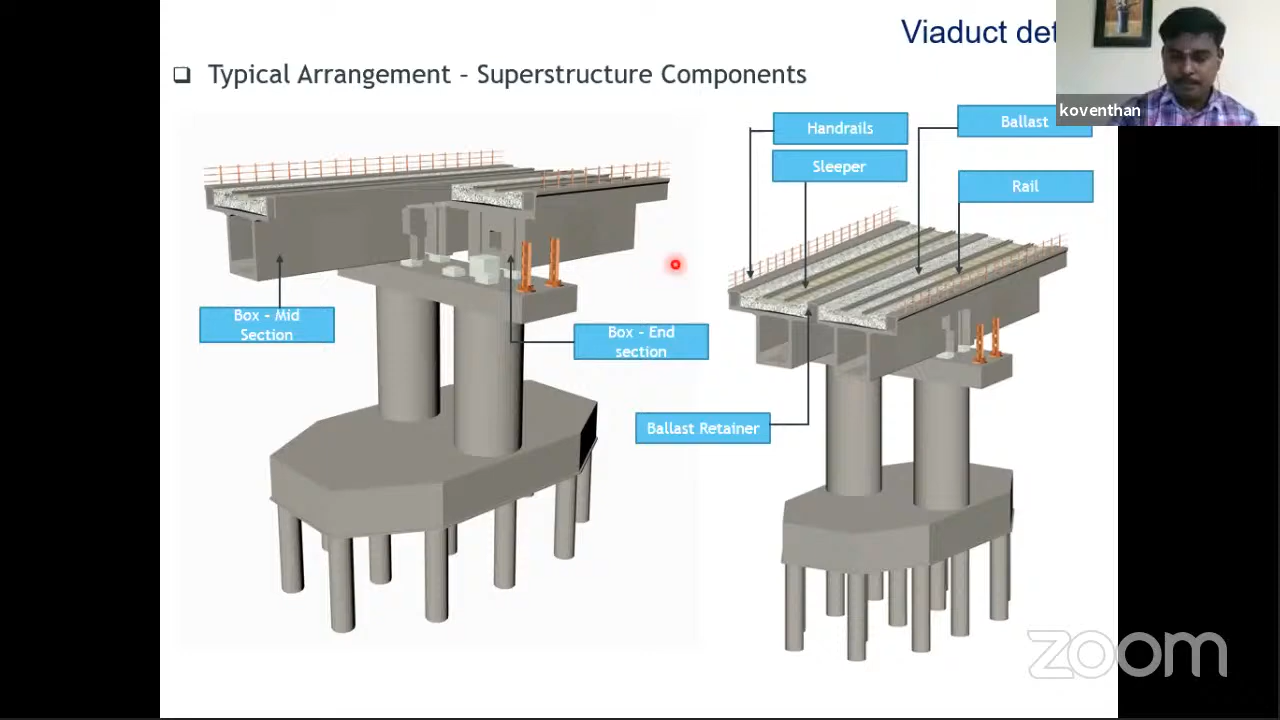 Viaduct det
❑ Typical Arrangement – Superstructure Components
koventhan
Handrails
Ballast
Sleeper
Rail
Box – Mid
Section
Box – End
section
Ballast Retainer
zoom